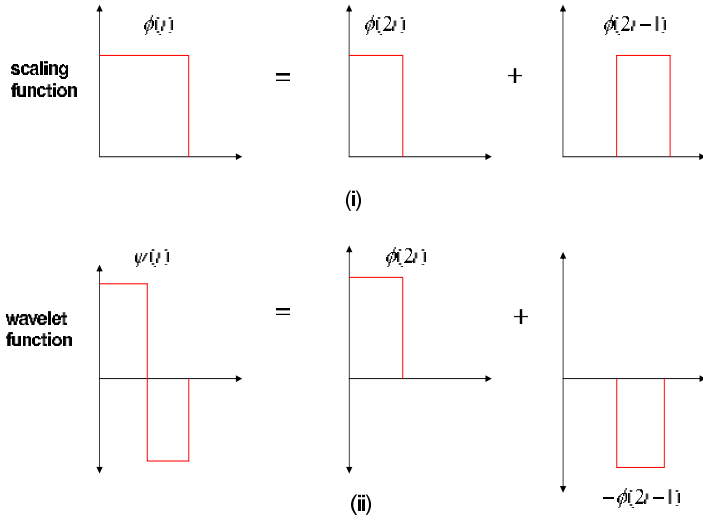 ϕ(t)
ϕ(2t)
ϕ(2t−1)
scaling
function
=
+
(i)
ψ(t)
ϕ(2t)
wavelet
function
=
+
−ϕ(2t−1)
(ii)